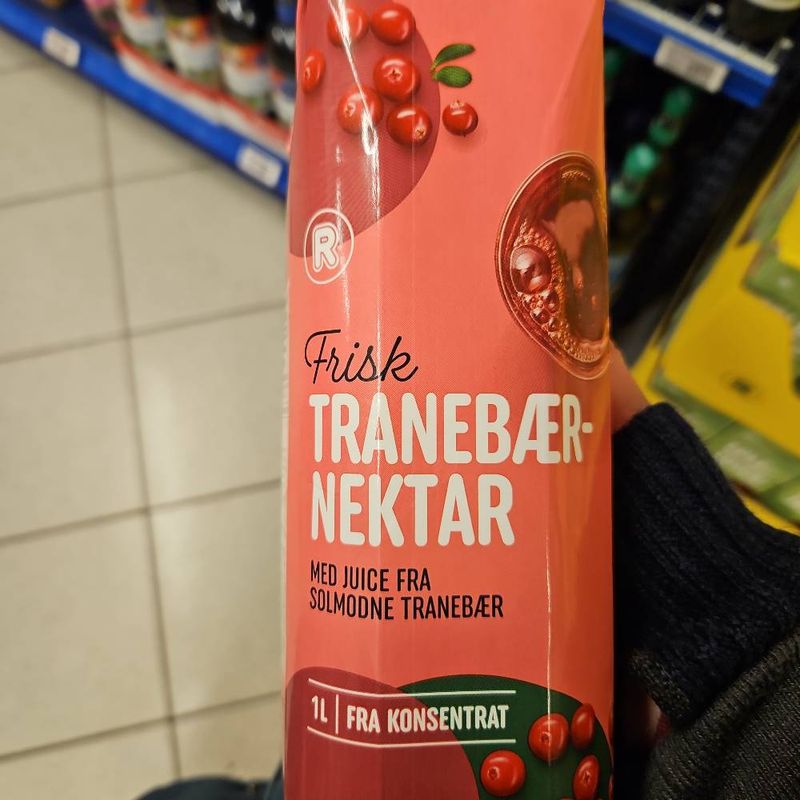 R
Frisk
TRANEBÆR-
NEKTAR
MED JUICE FRA
SOLMODNE TRANEBÆR
1L | FRA KONSENTRAT